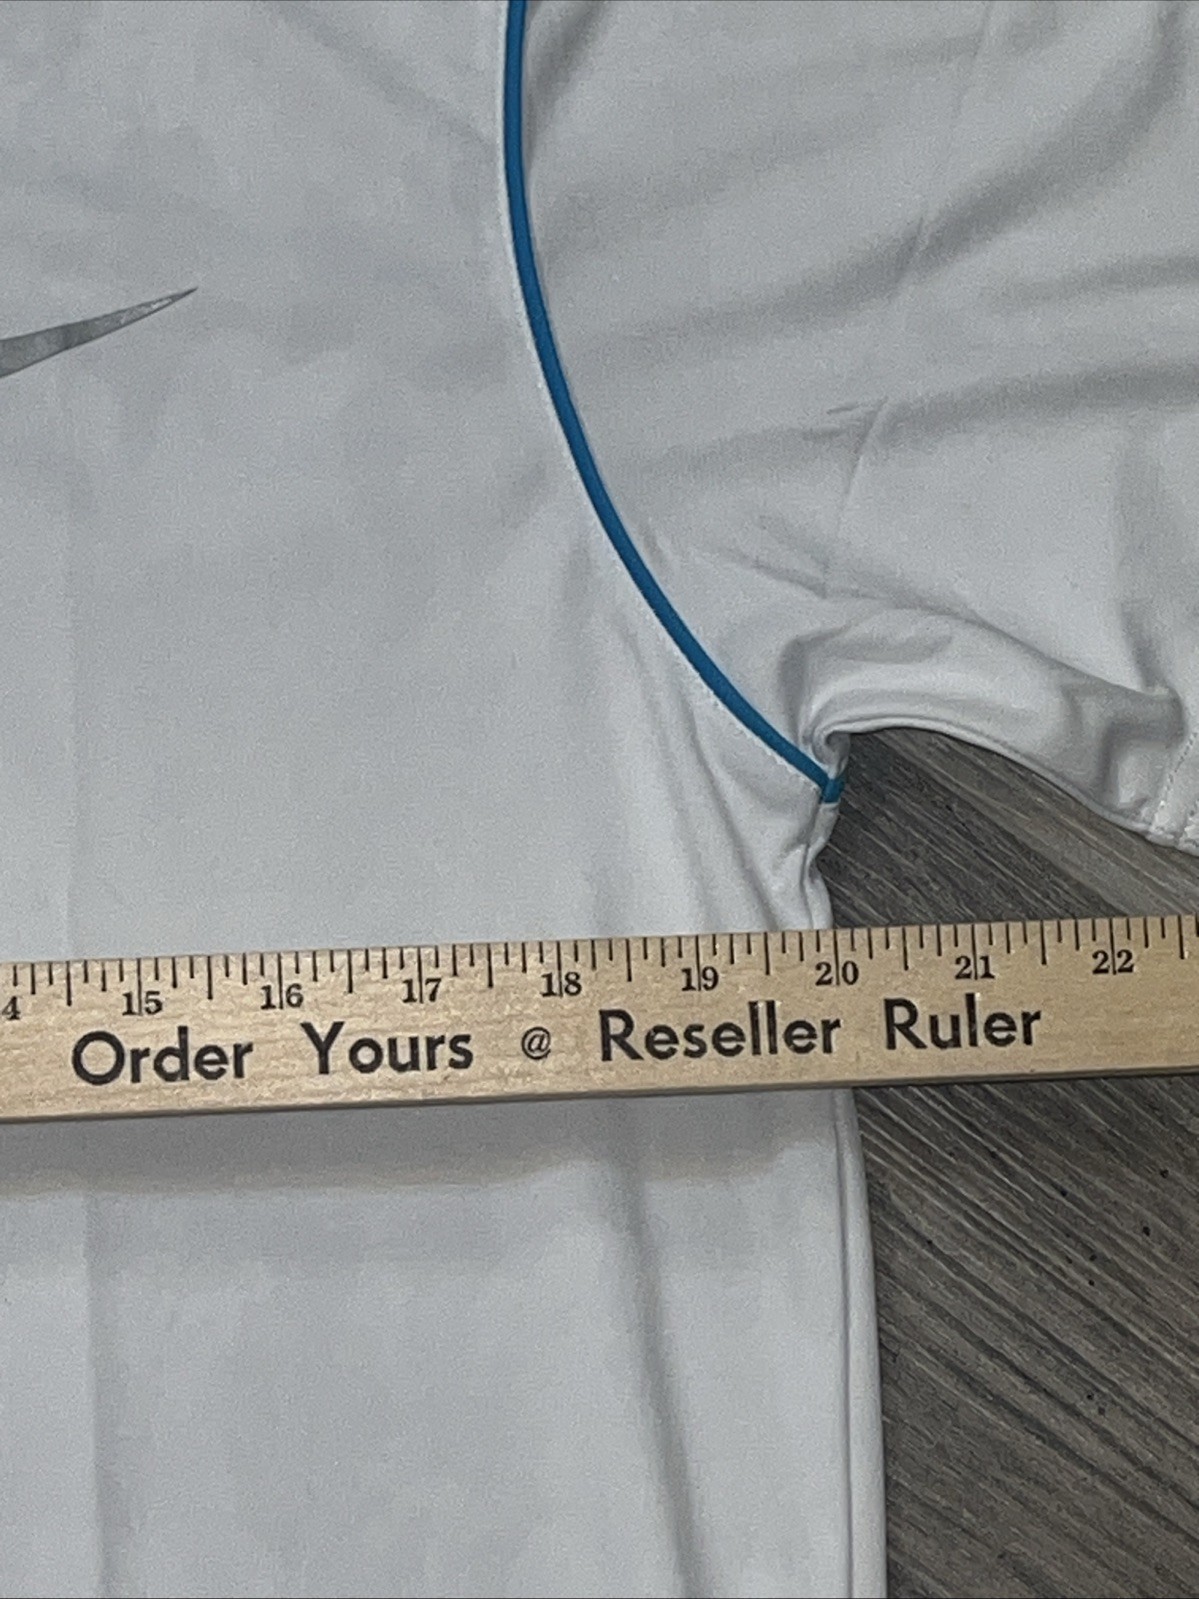 4 15 16 17 18 19 20 21 22
Order Yours @ Reseller Ruler